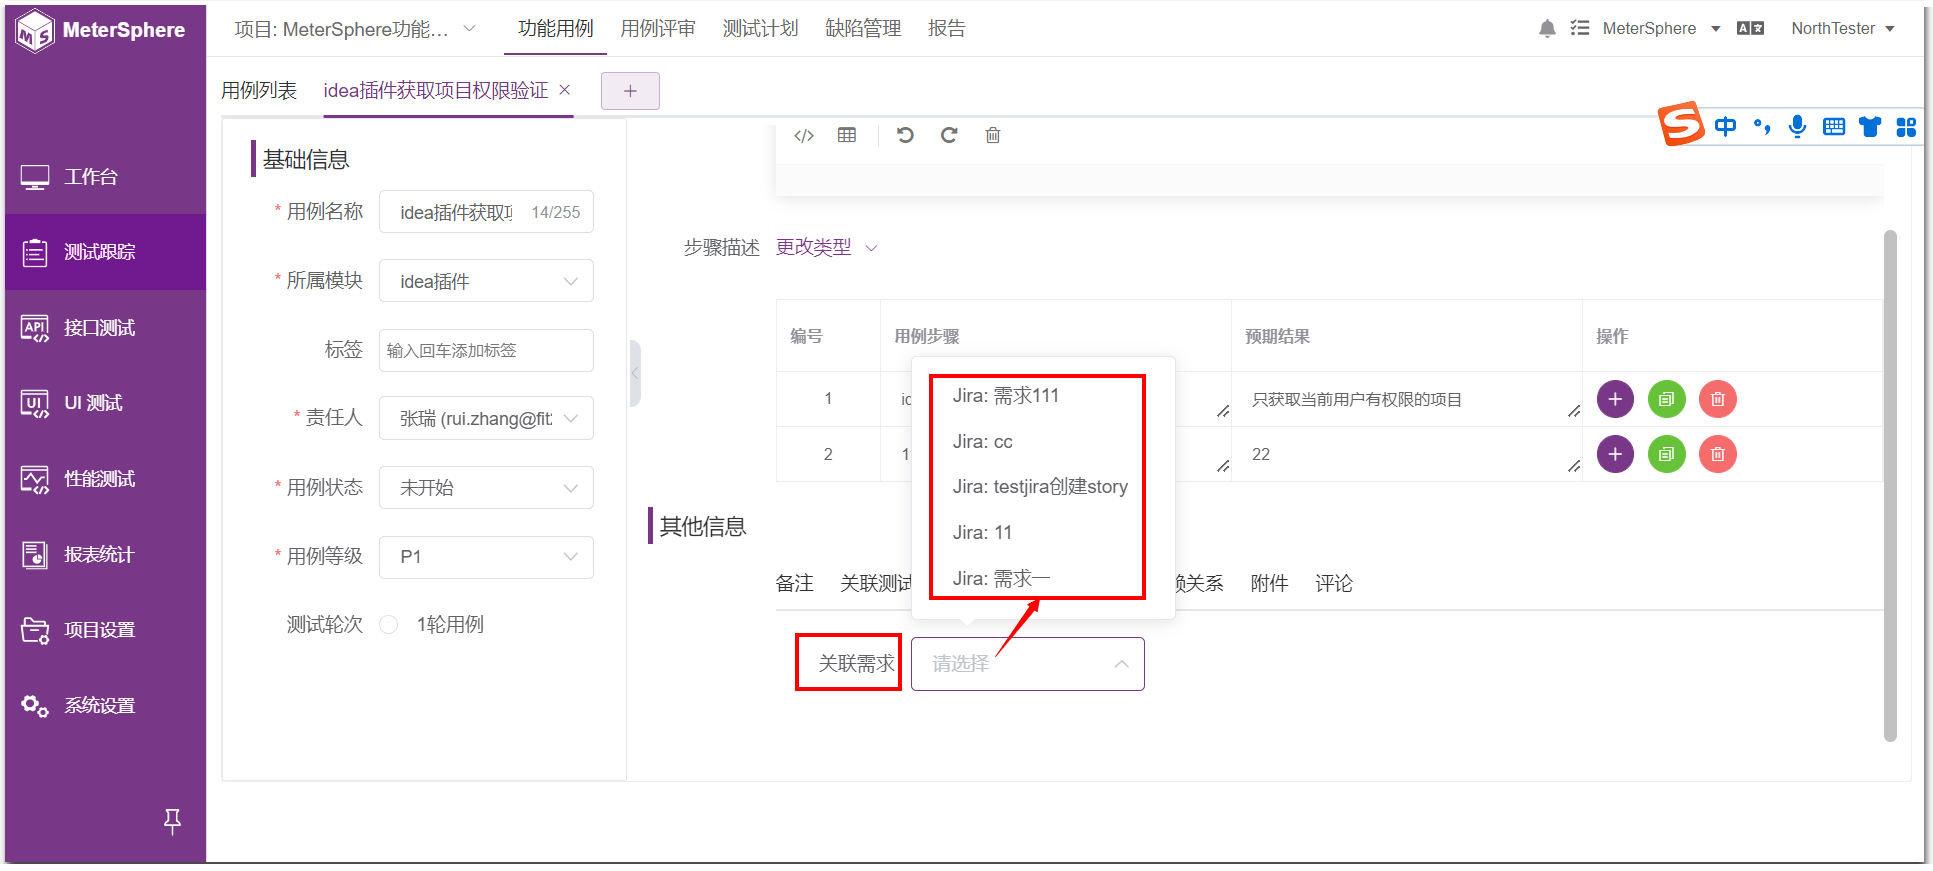 MeterSphere
项目: MeterSphere功能...
功能用例
用例评审
测试计划
缺陷管理
报告
MeterSphere
NorthTester
用例列表
idea插件获取项目权限验证
中
工作台
测试跟踪
接口测试
UI 测试
性能测试
报表统计
项目设置
系统设置
基础信息
* 用例名称 idea插件获取项 14/255
* 所属模块 idea插件
标签 输入回车添加标签
* 责任人 张瑞 (rui.zhang@fit2
* 用例状态 未开始
* 用例等级 P1
测试轮次 1轮用例
步骤描述 更改类型
编号 用例步骤 预期结果 操作
1 只获取当前用户有权限的项目
2 22
Jira: 需求111
Jira: cc
Jira: testjira创建story
Jira: 11
Jira: 需求一
其他信息
备注 关联测试 赖关系 附件 评论
关联需求 请选择